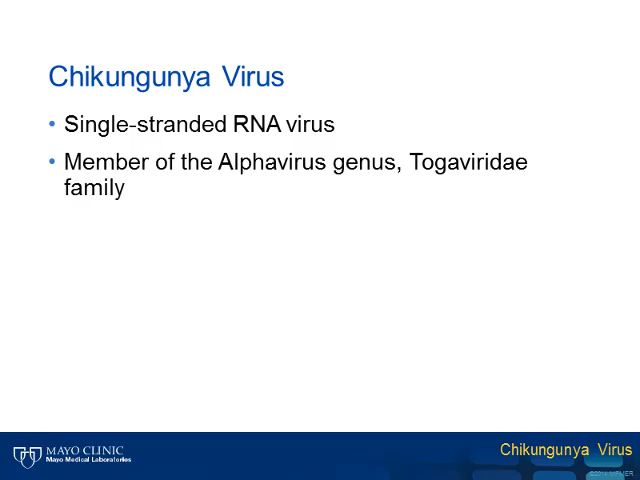 Chikungunya Virus
• Single-stranded RNA virus
• Member of the Alphavirus genus, Togaviridae
family
MAYO CLINIC
Mayo Medical Laboratories
Chikungunya Virus
MFMER